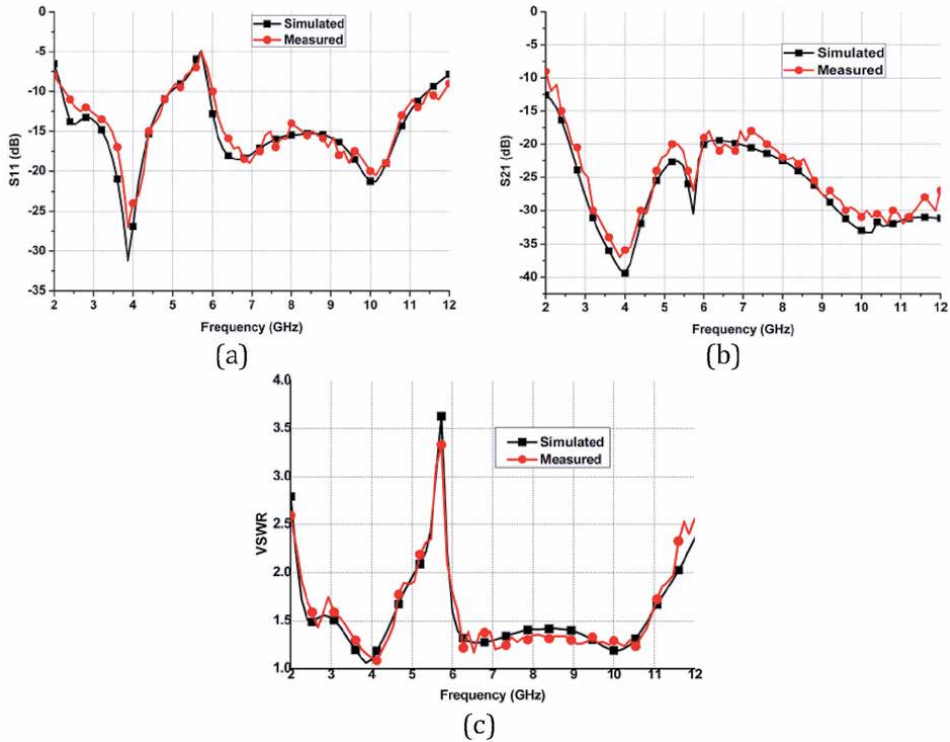 0
-5
-10
-15
-20
-25
-30
-35
S11 (dB)
Simulated
Measured
2 3 4 5 6 7 8 9 10 11 12
Frequency (GHz)
(a)
0
-10
-20
-30
-40
S21 (dB)
Simulated
Measured
2 3 4 5 6 7 8 9 10 11 12
Frequency (GHz)
(b)
4.0
3.5
3.0
2.5
2.0
1.5
1.0
VSWR
Simulated
Measured
2 3 4 5 6 7 8 9 10 11 12
Frequency (GHz)
(c)